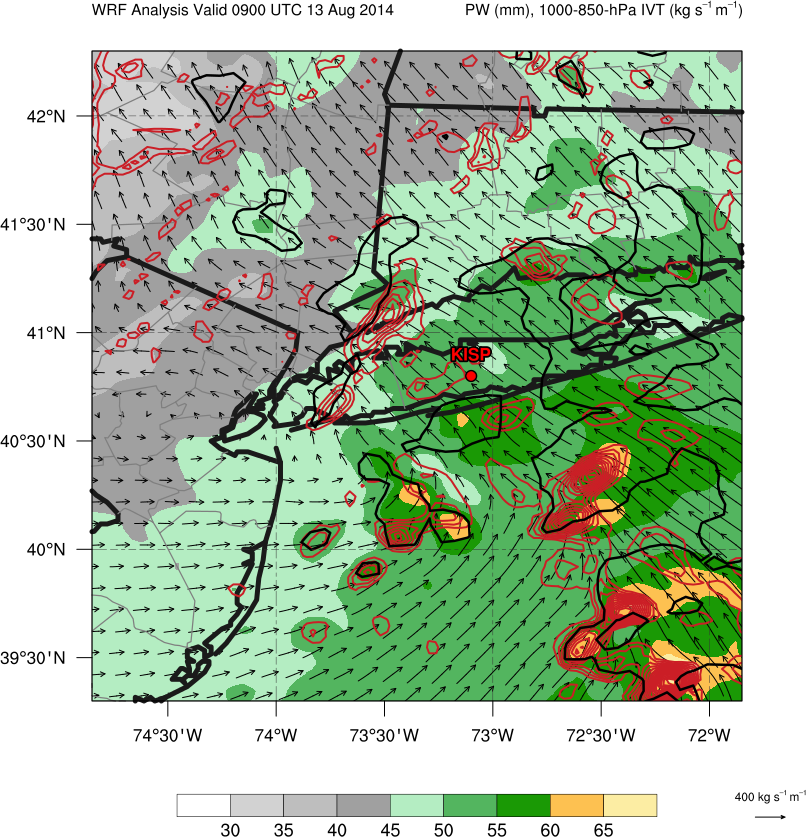 WRF Analysis Valid 0900 UTC 13 Aug 2014 PW (mm), 1000-850-hPa IVT (kg s⁻¹ m⁻¹)
42°N
41°30'N
41°N
KISP
40°30'N
40°N
39°30'N
74°30'W 74°W 73°30'W 73°W 72°30'W 72°W
400 kg s⁻¹ m⁻¹
30 35 40 45 50 55 60 65